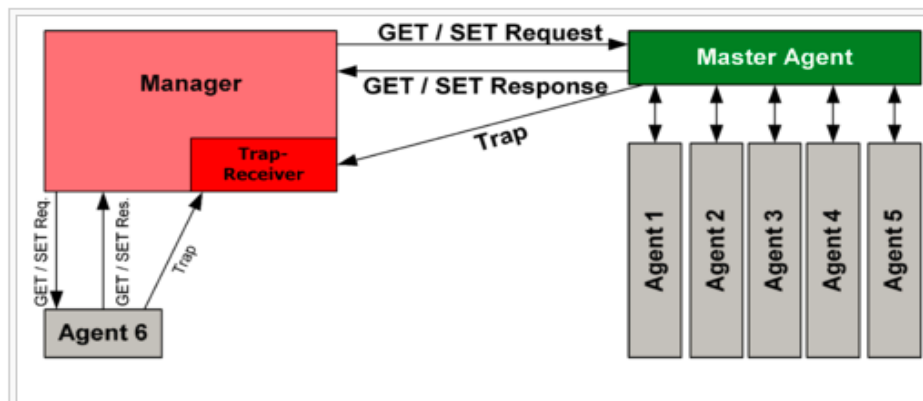 GET / SET Request
Manager
Master Agent
GET / SET Response
Trap
Trap-
Receiver
GET / SET Req.
GET / SET Res.
Trap
Agent 1
Agent 2
Agent 3
Agent 4
Agent 5
Agent 6